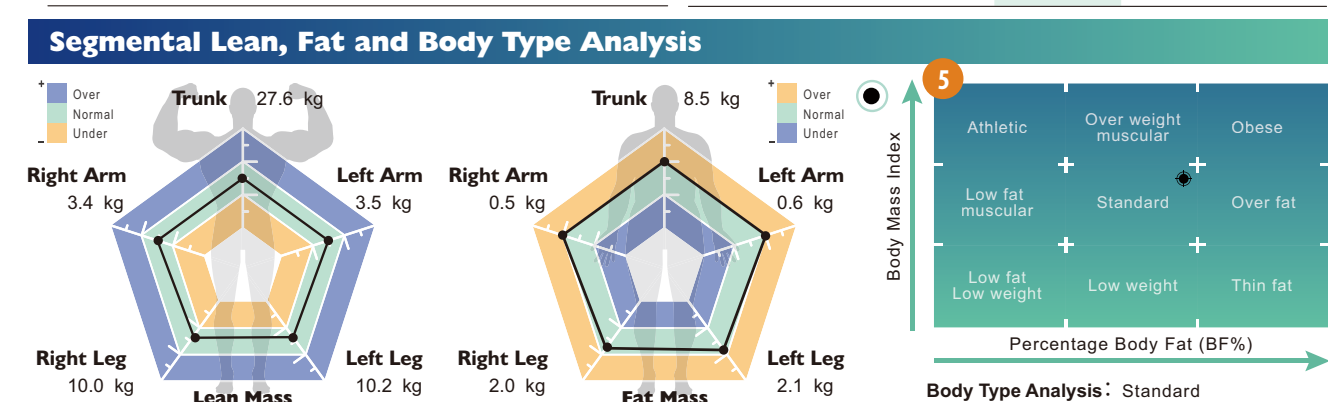 Segmental Lean, Fat and Body Type Analysis
+
Over
Normal
Under
–
Trunk 27.6 kg
Right Arm
3.4 kg
Left Arm
3.5 kg
Right Leg
10.0 kg
Left Leg
10.2 kg
Lean Mass
Trunk 8.5 kg
+
Over
Normal
Under
–
Right Arm
0.5 kg
Left Arm
0.6 kg
Right Leg
2.0 kg
Left Leg
2.1 kg
Fat Mass
5
Body Mass Index
Athletic
Over weight
muscular
Obese
Low fat
muscular
Standard
Over fat
Low fat
Low weight
Low weight
Thin fat
Percentage Body Fat (BF%)
Body Type Analysis: Standard